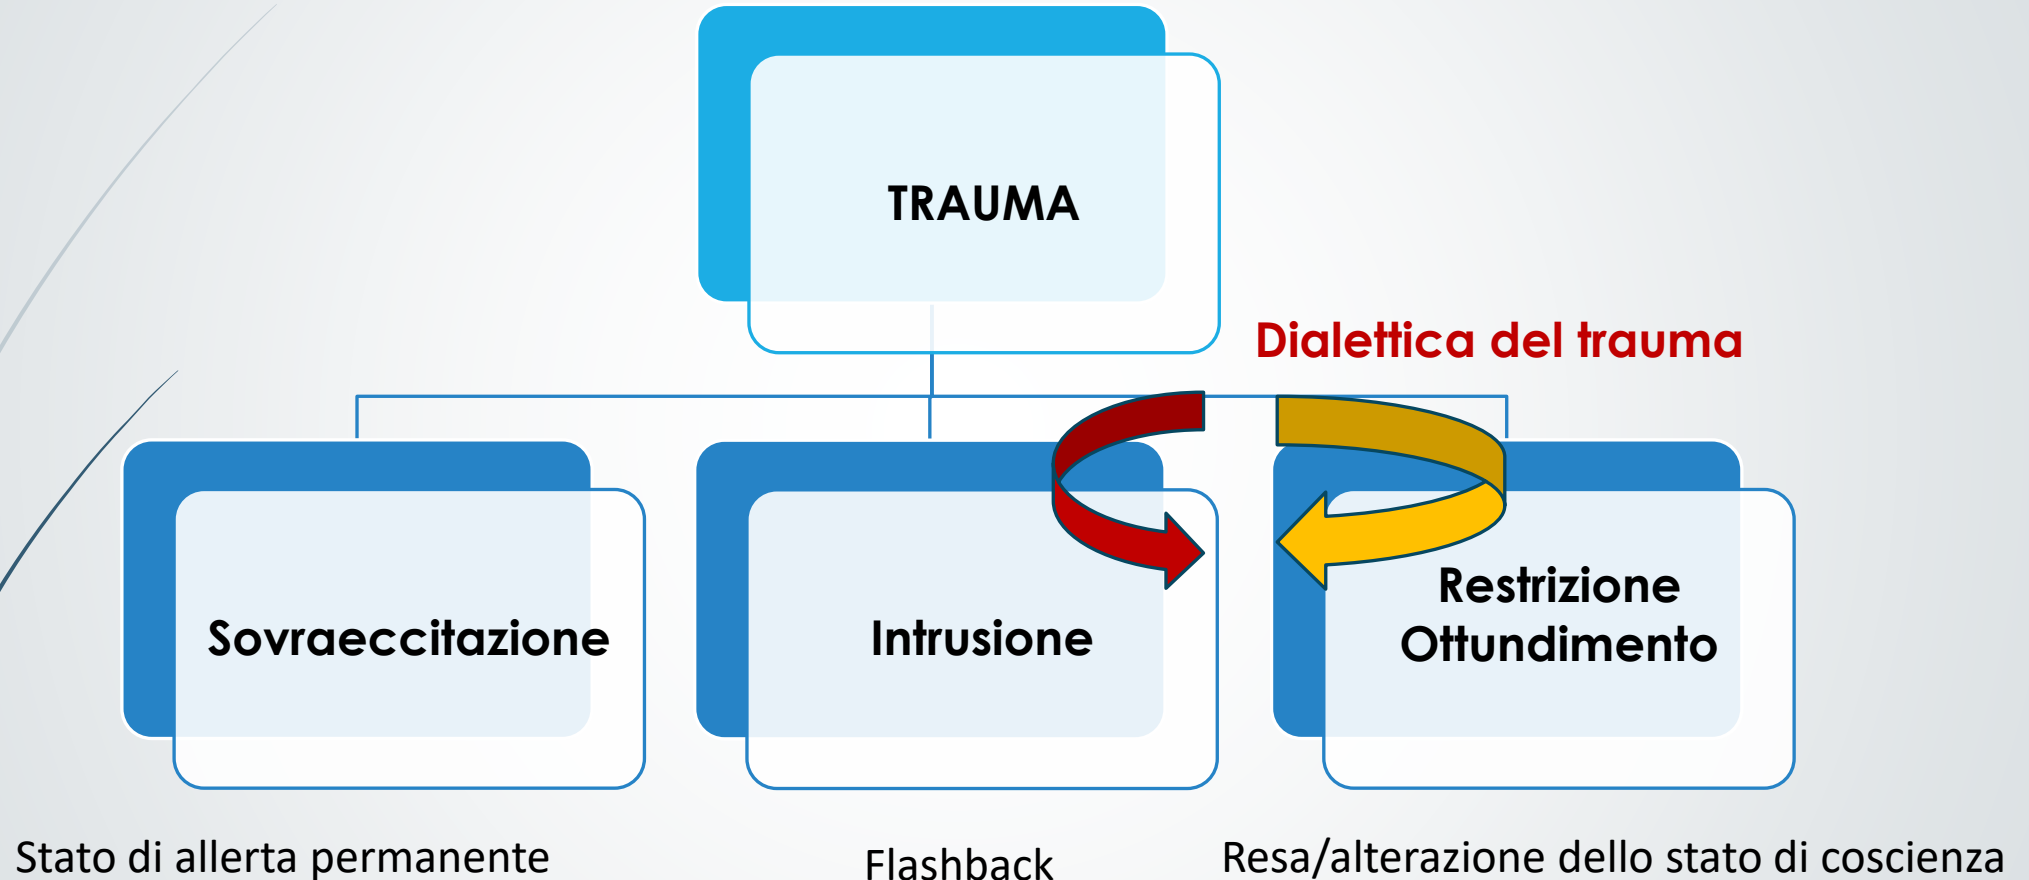 TRAUMA
Dialettica del trauma
Sovraeccitazione
Intrusione
Restrizione
Ottundimento
Stato di allerta permanente
Flashback
Resa/alterazione dello stato di coscienza